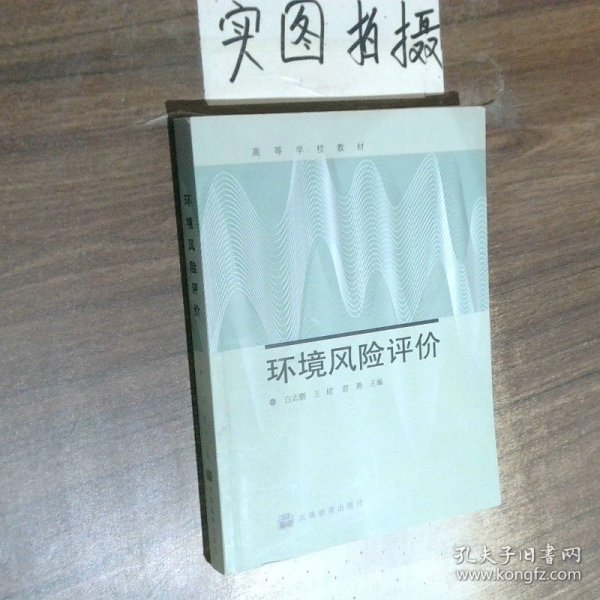 实图拍摄
高等学校教材
环境风险评价
环境风险评价
白志鹏 王珺 游燕 主编
高等教育出版社
孔夫子旧书网
www.kongfz.com